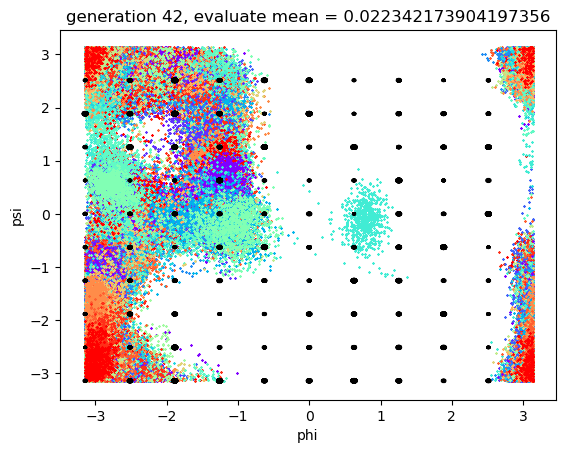 generation 42, evaluate mean = 0.022342173904197356
3
2
1
0
−1
−2
−3
psi
−3 −2 −1 0 1 2 3
phi